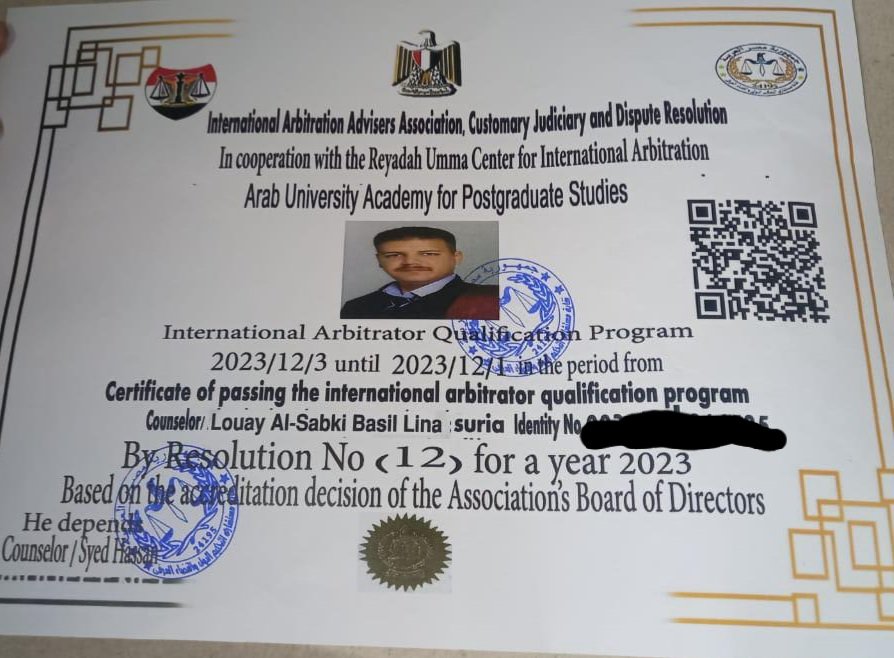 International Arbitration Advisers Association, Customary Judiciary and Dispute Resolution
In cooperation with the Reyadah Umma Center for International Arbitration
Arab University Academy for Postgraduate Studies
International Arbitrator Qualification Program
2023/12/3 until 2023/12/1 in the period from
Certificate of passing the international arbitrator qualification program
Counselor/ Louay Al-Sabki Basil Lina : suria Identity No
By Resolution No (12) for a year 2023
Based on the accreditation decision of the Association's Board of Directors
He depends
Counselor / Syed Hassan
24295